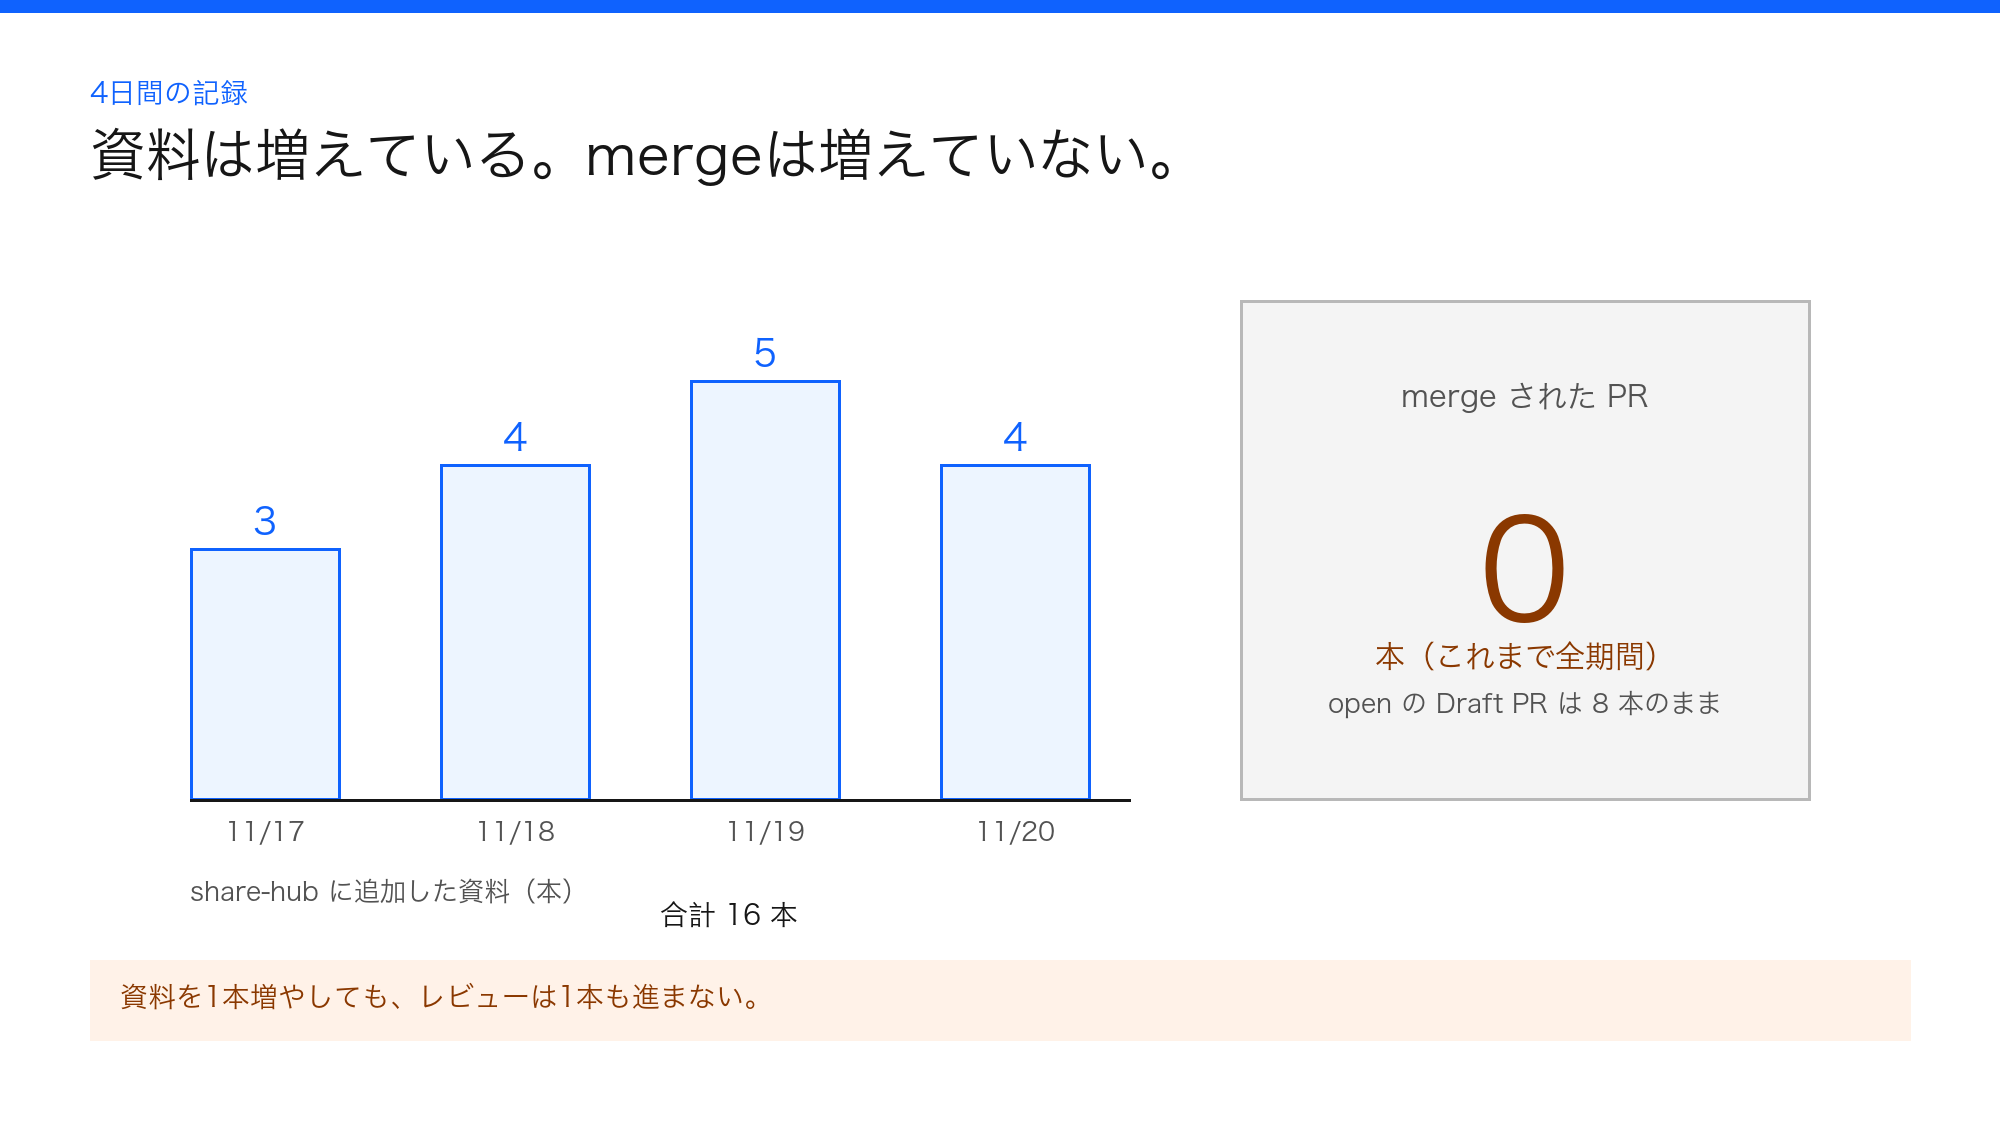 4日間の記録
資料は増えている。mergeは増えていない。
3
4
5
4
11/17
11/18
11/19
11/20
share-hub に追加した資料（本）
合計 16 本
merge された PR
0
本（これまで全期間）
open の Draft PR は 8 本のまま
資料を1本増やしても、レビューは1本も進まない。